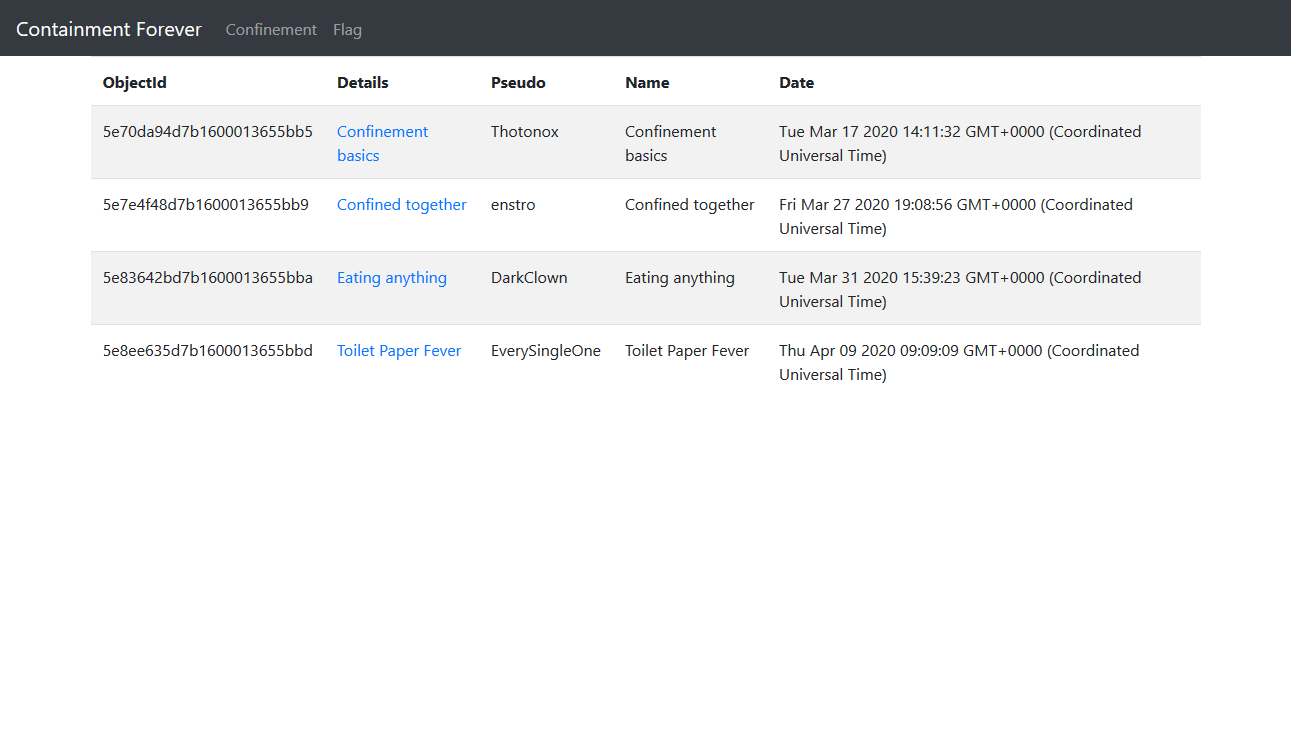 Containment Forever Confinement Flag
ObjectId Details Pseudo Name Date
5e70da94d7b1600013655bb5 Confinement Thotonox Confinement Tue Mar 17 2020 14:11:32 GMT+0000 (Coordinated
basics basics Universal Time)
5e7e4f48d7b1600013655bb9 Confined together enstro Confined together Fri Mar 27 2020 19:08:56 GMT+0000 (Coordinated
Universal Time)
5e83642bd7b1600013655bba Eating anything DarkClown Eating anything Tue Mar 31 2020 15:39:23 GMT+0000 (Coordinated
Universal Time)
5e8ee635d7b1600013655bbd Toilet Paper Fever EverySingleOne Toilet Paper Fever Thu Apr 09 2020 09:09:09 GMT+0000 (Coordinated
Universal Time)